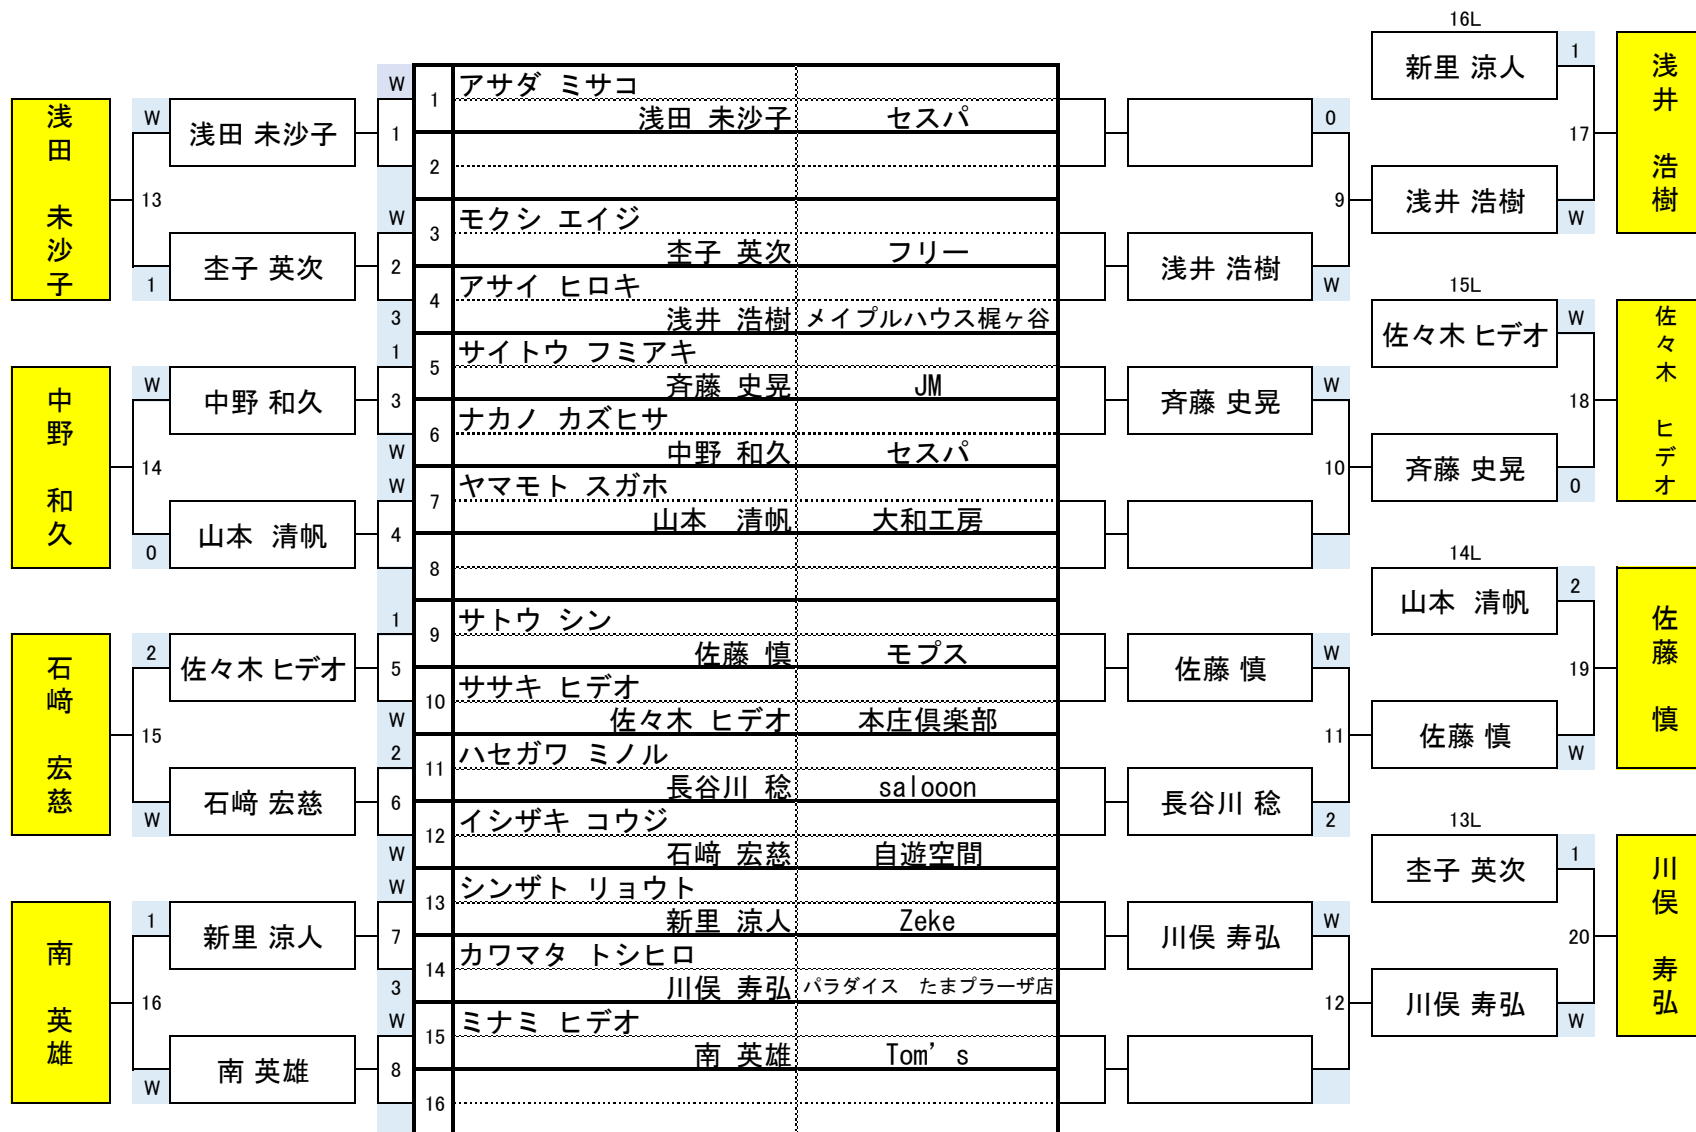 16L
新里 涼人 1
浅井 浩樹
W
1 アサダ ミサコ
浅田 未沙子 セスパ
浅田 未沙子
W
浅田 未沙子
1
0
17
2
13
9
浅井 浩樹
W
W
3 モクシ エイジ
杢子 英次 フリー
1
杢子 英次
2
浅井 浩樹
W
4 アサイ ヒロキ
3
浅井 浩樹 メイプルハウス梶ヶ谷
15L
佐々木 ヒデオ W
佐々木 ヒデオ
1
5 サイトウ フミアキ
斉藤 史晃 JM
中野 和久
W
中野 和久
3
斉藤 史晃
W
18
6 ナカノ カズヒサ
W
中野 和久 セスパ
14
10
斉藤 史晃
0
W
7 ヤマモト スガホ
山本 清帆 大和工房
0
山本 清帆
4
8
14L
山本 清帆 2
佐藤 慎
1
9 サトウ シン
佐藤 慎 モプス
石﨑 宏慈
2
佐々木 ヒデオ
5
佐藤 慎
W
19
10 ササキ ヒデオ
W
佐々木 ヒデオ 本庄倶楽部
15
11
佐藤 慎
W
2
11 ハセガワ ミノル
長谷川 稔 salooon
W
石﨑 宏慈
6
長谷川 稔
2
12 イシザキ コウジ
W
石﨑 宏慈 自遊空間
13L
杢子 英次 1
川俣 寿弘
W
13 シンザト リョウト
新里 涼人 Zeke
南 英雄
1
新里 涼人
7
川俣 寿弘
W
20
14 カワマタ トシヒロ
3
川俣 寿弘 パラダイス たまプラーザ店
16
12
川俣 寿弘
W
W
15 ミナミ ヒデオ
南 英雄 Tom's
W
南 英雄
8
16